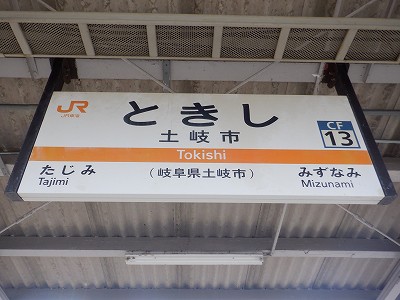 JR
JR東海
ときし
土岐市
CF
13
Tokishi
たじみ
Tajimi
(岐阜県土岐市)
みずなみ
Mizunami